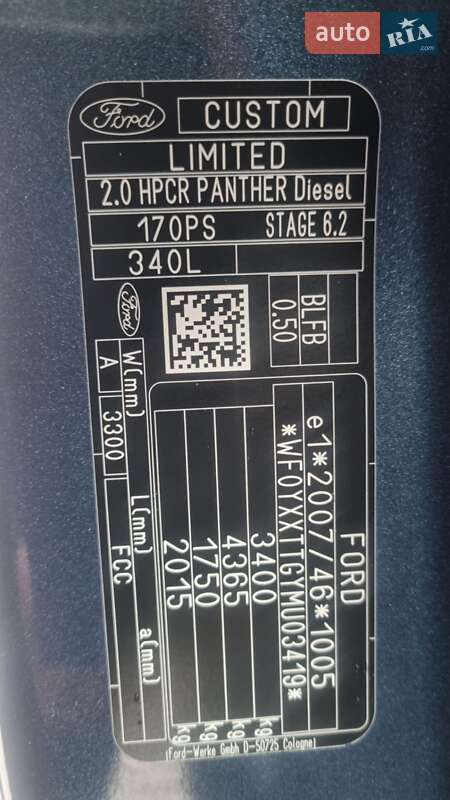 auto RIA.com
Ford CUSTOM
LIMITED
2.0 HPCR PANTHER Diesel
170PS STAGE 6.2
340L
Ford
BLFB
0.50
FORD
e1*2007/46*1005
*WF0YXXTTGYMU03419*
3400 kg
4365 kg
1750 kg
2015 kg
W(mm) L(mm) a(mm)
A 3300 FCC
(Ford-Werke Gmbh D-50725 Cologne)